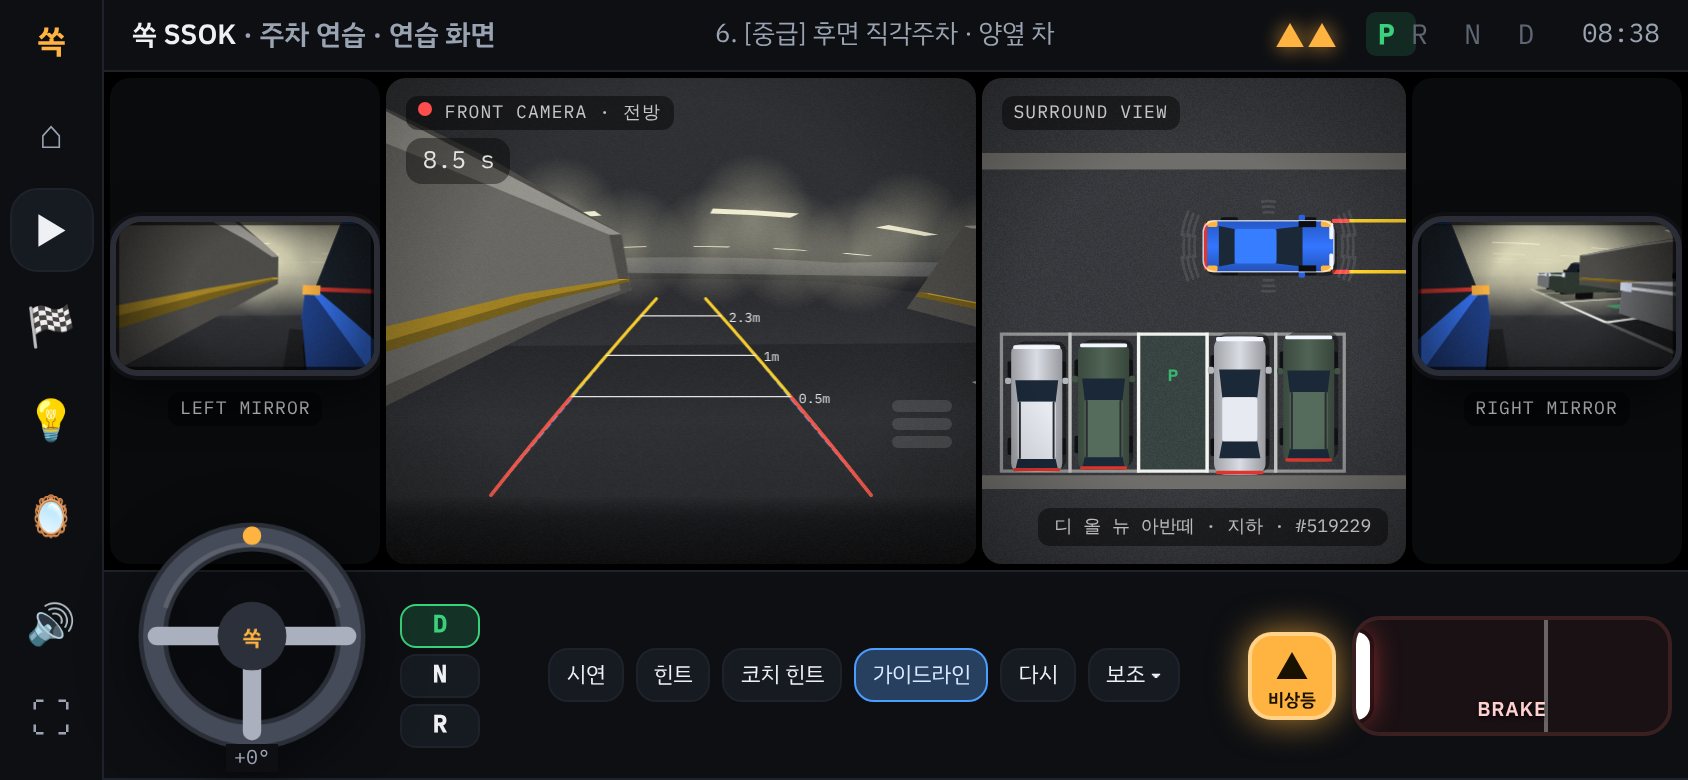 쏙
쏙 SSOK · 주차 연습 · 연습 화면
6. [중급] 후면 직각주차 · 양옆 차
P R N D
08:38
FRONT CAMERA · 전방
8.5 s
2.3m
1m
0.5m
SURROUND VIEW
P
디 올 뉴 아반떼 · 지하 · #519229
LEFT MIRROR
RIGHT MIRROR
쏙
+0°
D
N
R
시연
힌트
코치 힌트
가이드라인
다시
보조
비상등
BRAKE